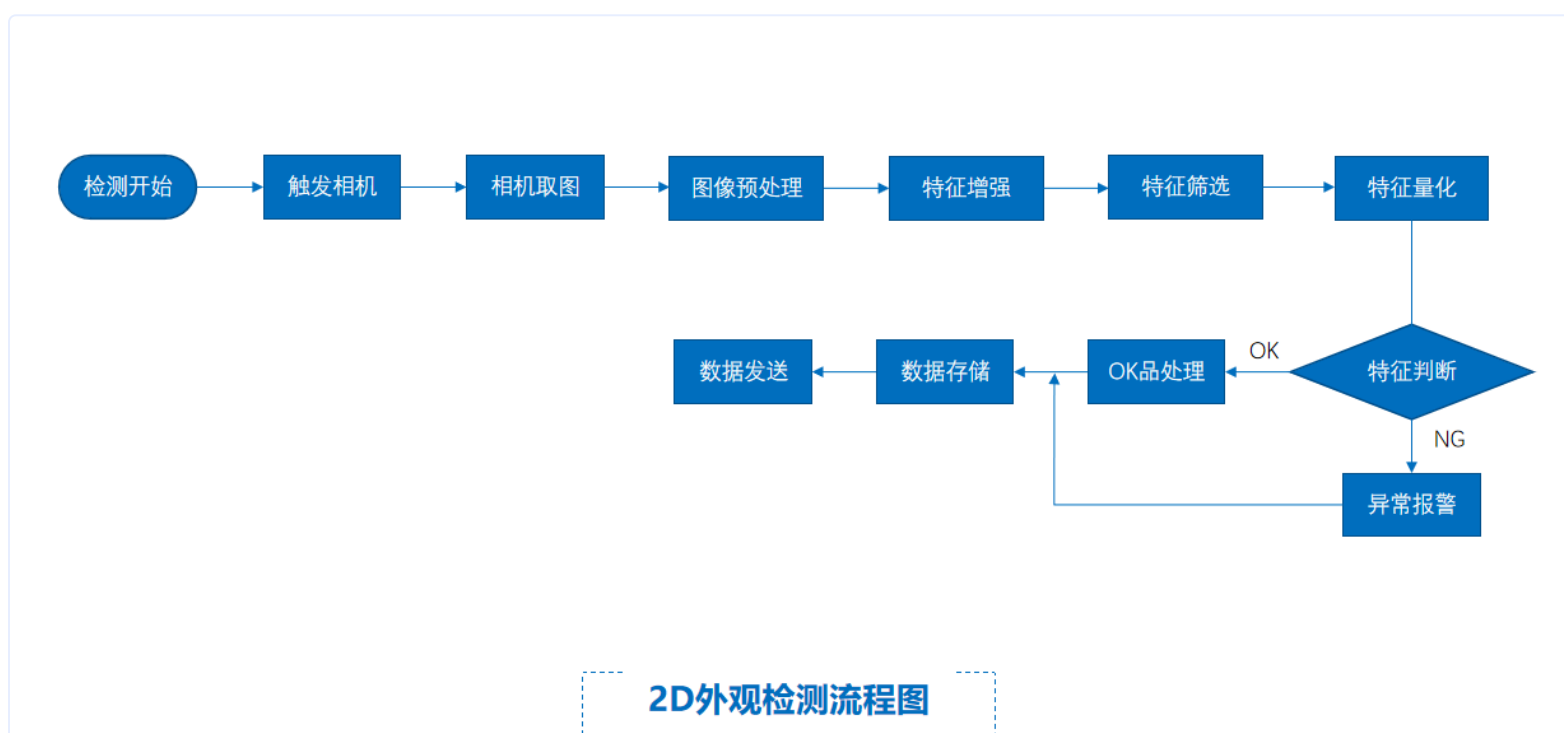 检测开始
触发相机
相机取图
图像预处理
特征增强
特征筛选
特征量化
特征判断
OK
OK品处理
数据存储
数据发送
NG
异常报警
2D外观检测流程图